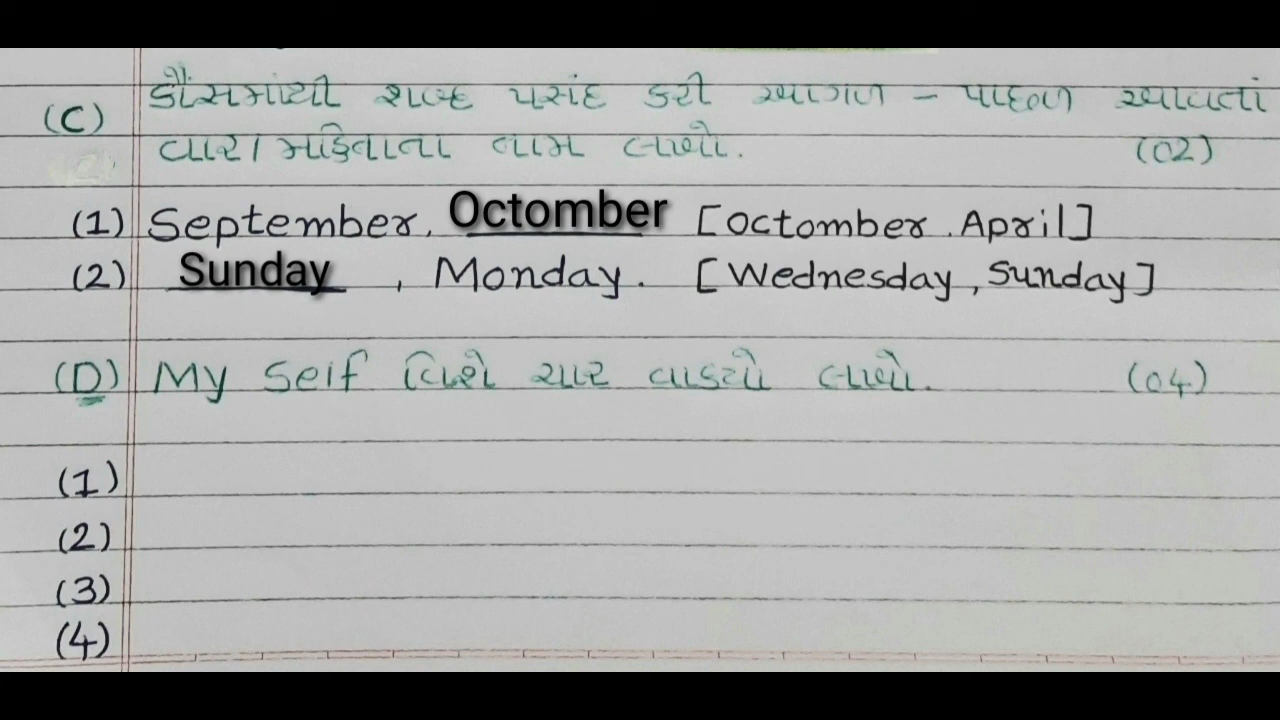 (C) કૌંસમાંથી શબ્દ પસંદ કરી આગળ - પાછળ આવતાં
વાર/મહિનાના નામ લખો. (02)
(1) September, Octomber [Octomber . April]
(2) Sunday , Monday. [Wednesday, Sunday]
(D) My Self વિશે ચાર વાક્યો લખો. (04)
(1)
(2)
(3)
(4)